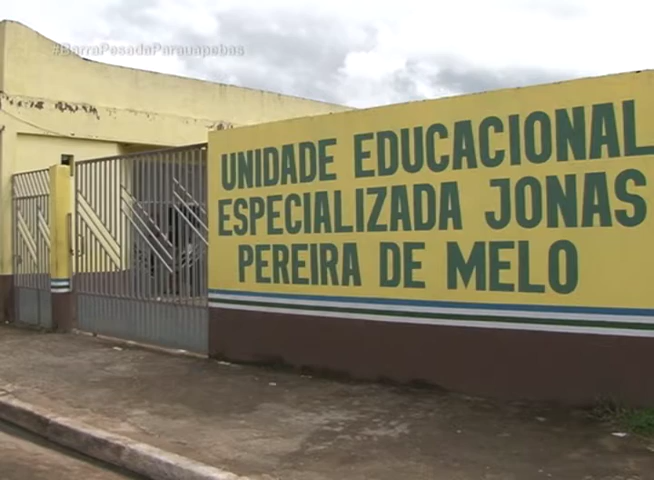 #BarraPesadaParauapebas
UNIDADE EDUCACIONAL
ESPECIALIZADA JONAS
PEREIRA DE MELO